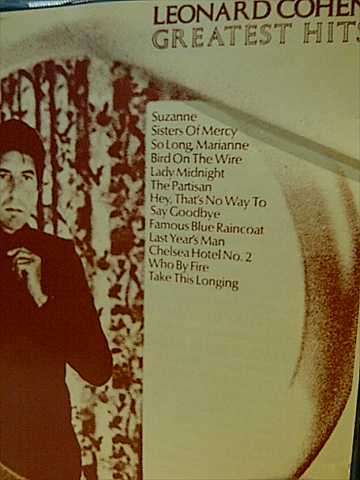 LEONARD COHEN
GREATEST HITS
Suzanne
Sisters Of Mercy
So Long, Marianne
Bird On The Wire
Lady Midnight
The Partisan
Hey, That's No Way To
Say Goodbye
Famous Blue Raincoat
Last Year's Man
Chelsea Hotel No. 2
Who By Fire
Take This Longing